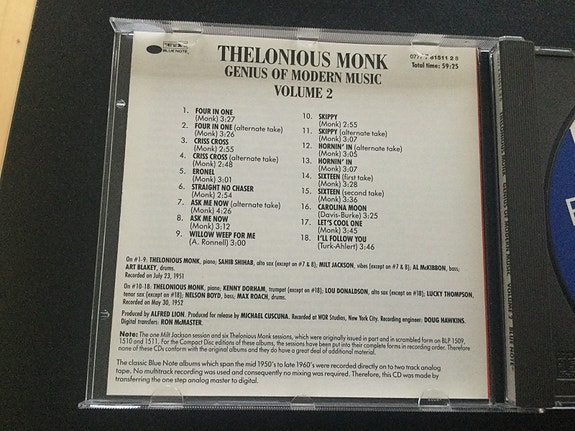 BLUE NOTE
THELONIOUS MONK
GENIUS OF MODERN MUSIC
VOLUME 2
81511 2 8
Total time: 59:25
1. FOUR IN ONE
(Monk) 3:27
2. FOUR IN ONE (alternate take)
(Monk) 3:26
3. CRISS CROSS
(Monk) 2:55
4. CRISS CROSS (alternate take)
(Monk) 2:48
5. ERONEL
(Monk) 3:01
6. STRAIGHT NO CHASER
(Monk) 2:54
7. ASK ME NOW (alternate take)
(Monk) 4:26
8. ASK ME NOW
(Monk) 3:12
9. WILLOW WEEP FOR ME
(A. Ronnell) 3:00
10. SKIPPY
(Monk) 2:55
11. SKIPPY (alternate take)
(Monk) 3:07
12. HORNIN' IN (alternate take)
(Monk) 3:05
13. HORNIN' IN
(Monk) 3:07
14. SIXTEEN (first take)
(Monk) 3:28
15. SIXTEEN (second take)
(Monk) 3:36
16. CAROLINA MOON
(Davis-Burke) 3:25
17. LET'S COOL ONE
(Monk) 3:45
18. I'LL FOLLOW YOU
(Turk-Ahlert) 3:46
On #1-9: THELONIOUS MONK, piano; SAHIB SHIHAB, alto sax (except on #7 & 8); MILT JACKSON, vibes (except on #7 & 8); AL McKIBBON, bass;
ART BLAKEY, drums.
Recorded on July 23, 1951
On #10-18: THELONIOUS MONK, piano; KENNY DORHAM, trumpet (except on #18); LOU DONALDSON, alto sax (except on #18); LUCKY THOMPSON,
tenor sax (except on #18); NELSON BOYD, bass; MAX ROACH, drums.
Recorded on May 30, 1952
Produced by ALFRED LION. Produced for release by MICHAEL CUSCUNA. Recorded at WOR Studios, New York City. Recording engineer: DOUG HAWKINS.
Digital transfers: RON McMASTER.
Note: The one Milt Jackson session and six Thelonious Monk sessions, which were originally issued in part and in scrambled form on BLP 1509,
1510 and 1511. For the Compact Disc editions of these albums, the sessions have been put into their complete forms in recording order. Therefore
none of these CDs conform with the original albums and they do have a great deal of additional material.
The classic Blue Note albums which span the mid 1950's to late 1960's were recorded directly on to two track analog
tape. No multitrack recording was used and consequently no mixing was required. Therefore, this CD was made by
transferring the one step analog master to digital.